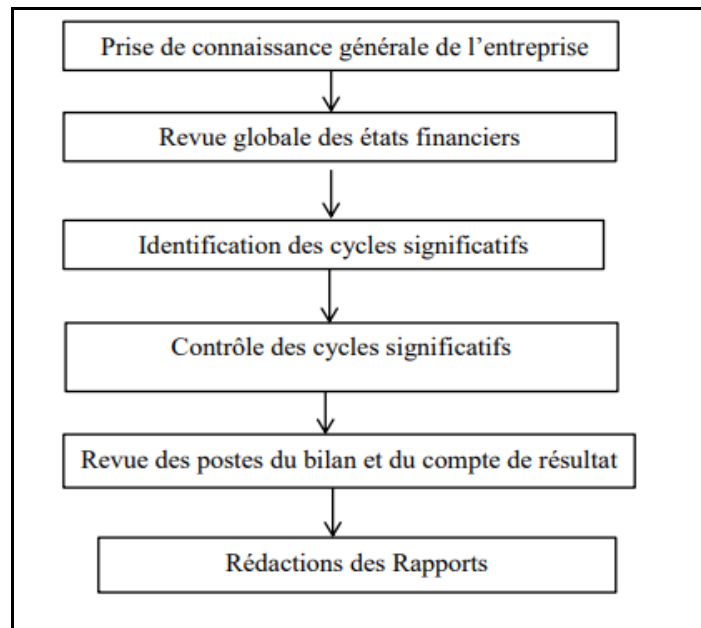 Prise de connaissance générale de l’entreprise
Revue globale des états financiers
Identification des cycles significatifs
Contrôle des cycles significatifs
Revue des postes du bilan et du compte de résultat
Rédactions des Rapports